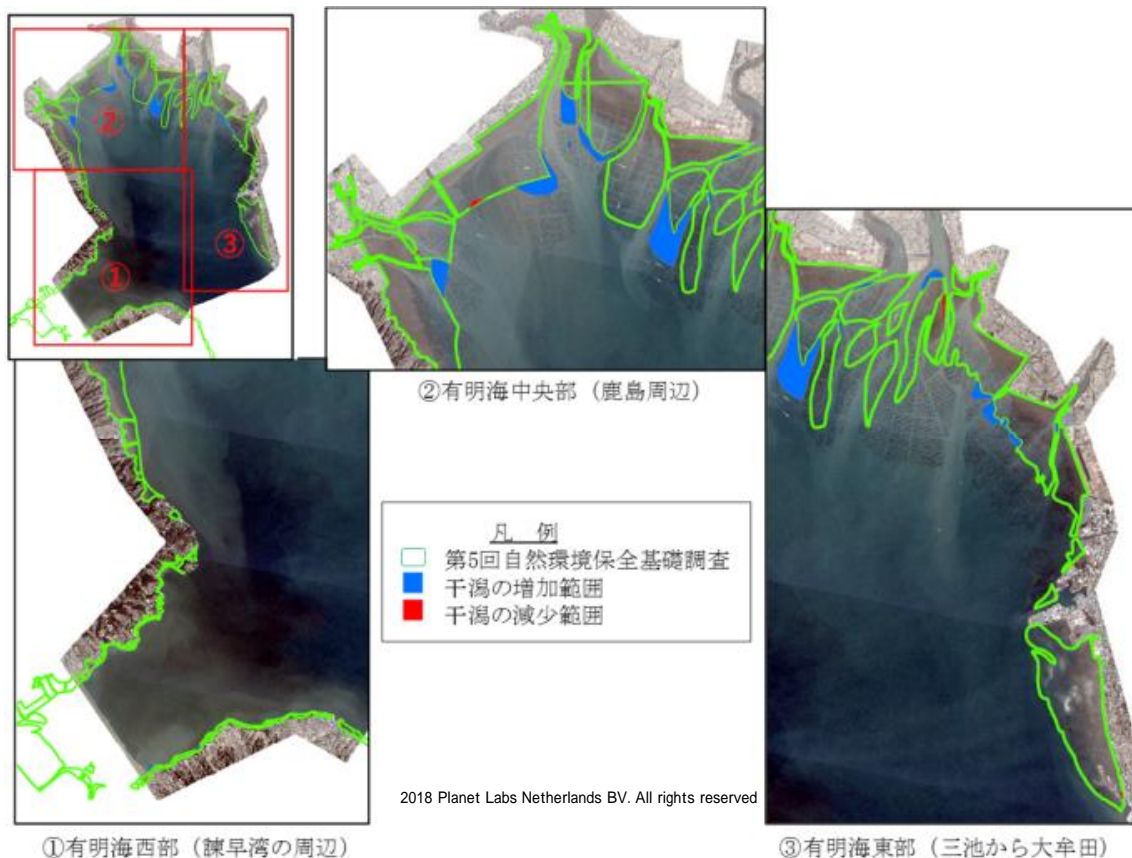 ②
③
①
②有明海中央部（鹿島周辺）
凡 例
第5回自然環境保全基礎調査
干潟の増加範囲
干潟の減少範囲
2018 Planet Labs Netherlands BV. All rights reserved
①有明海西部（諫早湾の周辺）
③有明海東部（三池から大牟田）